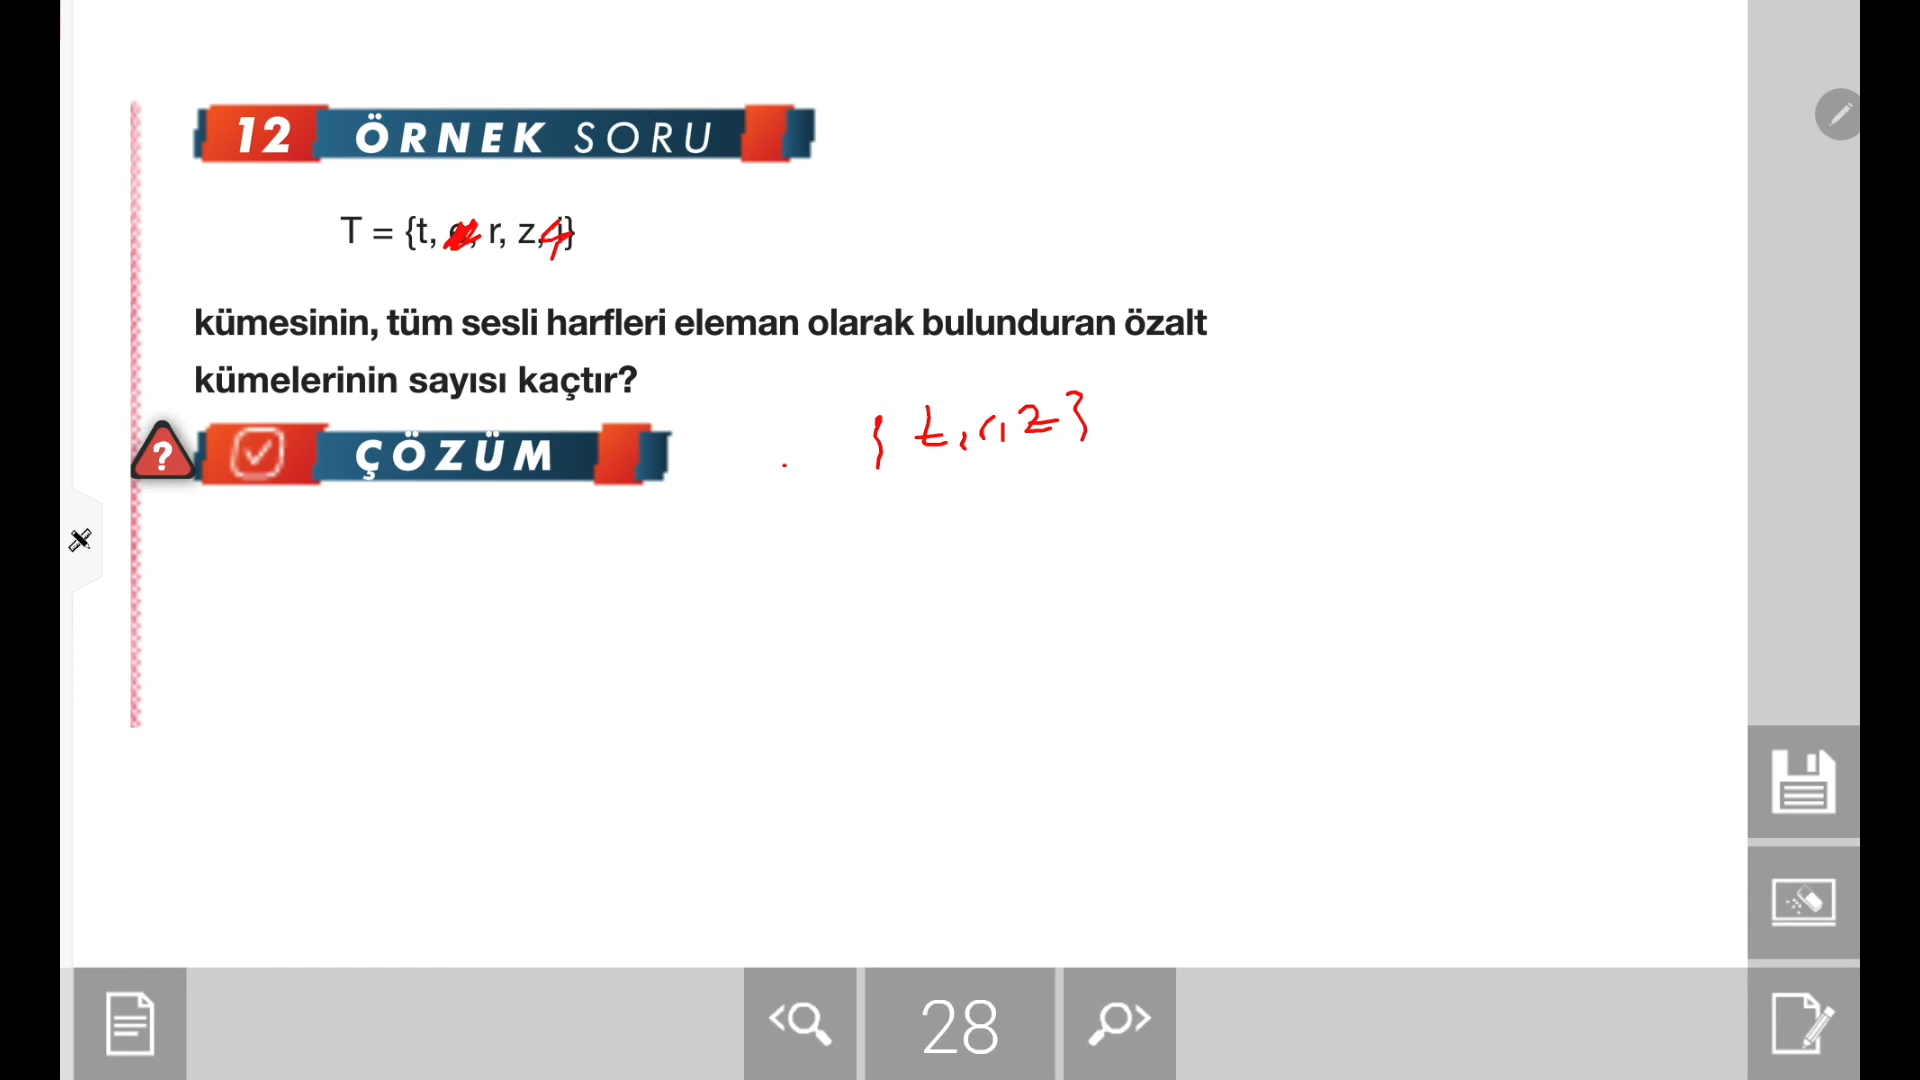 12 ÖRNEK SORU
T = {t, e, r, z, i}
kümesinin, tüm sesli harfleri eleman olarak bulunduran özalt
kümelerinin sayısı kaçtır?
{ t, r, z }
? ÇÖZÜM
28